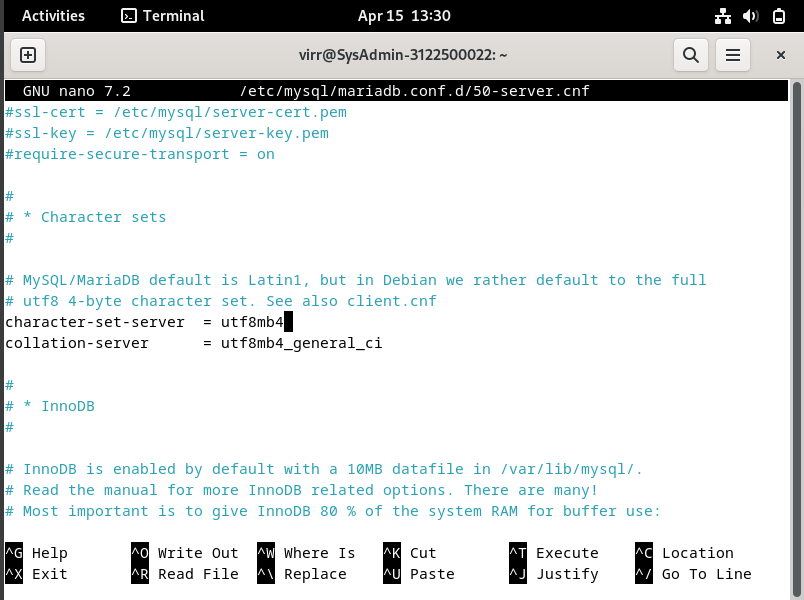 Activities Terminal Apr 15 13:30
virr@SysAdmin-3122500022: ~
GNU nano 7.2 /etc/mysql/mariadb.conf.d/50-server.cnf
#ssl-cert = /etc/mysql/server-cert.pem
#ssl-key = /etc/mysql/server-key.pem
#require-secure-transport = on
#
# * Character sets
#
# MySQL/MariaDB default is Latin1, but in Debian we rather default to the full
# utf8 4-byte character set. See also client.cnf
character-set-server = utf8mb4
collation-server = utf8mb4_general_ci
#
# * InnoDB
#
# InnoDB is enabled by default with a 10MB datafile in /var/lib/mysql/.
# Read the manual for more InnoDB related options. There are many!
# Most important is to give InnoDB 80 % of the system RAM for buffer use:
^G Help ^O Write Out ^W Where Is ^K Cut ^T Execute ^C Location
^X Exit ^R Read File ^\ Replace ^U Paste ^J Justify ^/ Go To Line